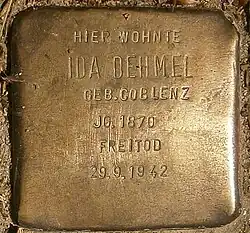 HIER WOHNTE
IDA DEHMEL
GEB. COBLENZ
JG. 1870
FREITOD
29.9.1942